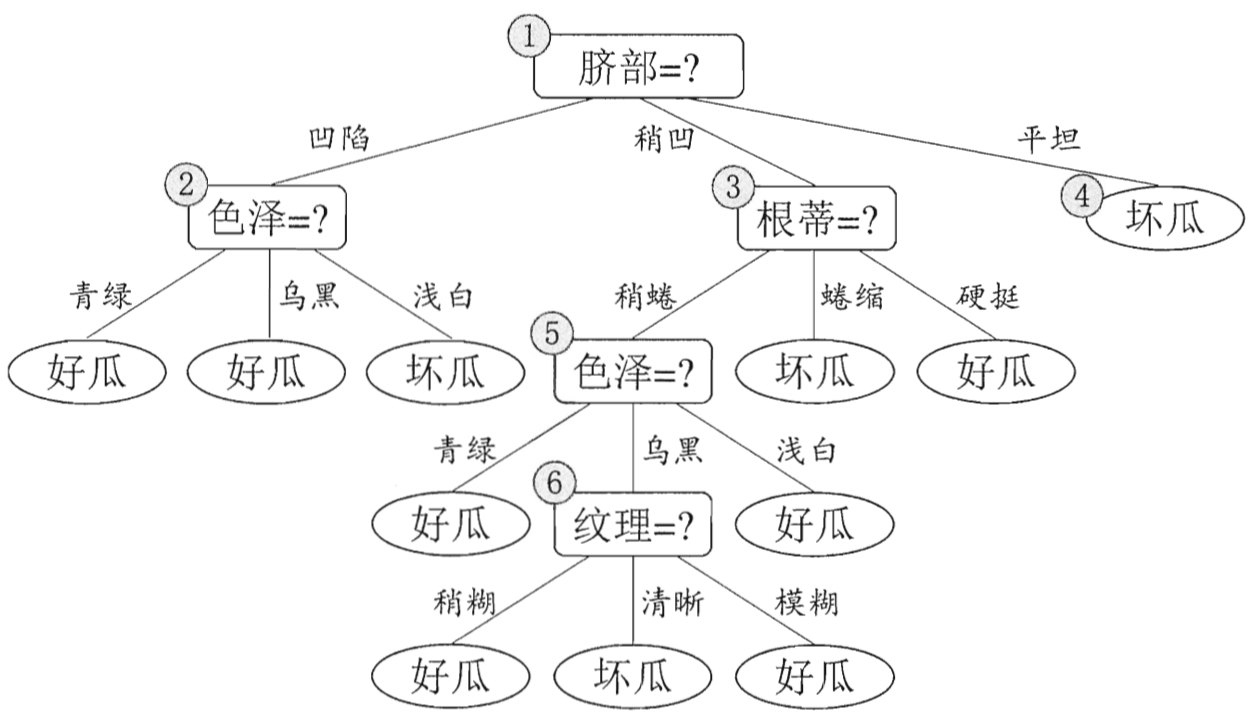 ①
脐部=?
凹陷
稍凹
平坦
②
色泽=?
③
根蒂=?
④
坏瓜
青绿
乌黑
浅白
稍蜷
蜷缩
硬挺
好瓜
好瓜
坏瓜
⑤
色泽=?
坏瓜
好瓜
青绿
乌黑
浅白
好瓜
⑥
纹理=?
好瓜
稍糊
清晰
模糊
好瓜
坏瓜
好瓜